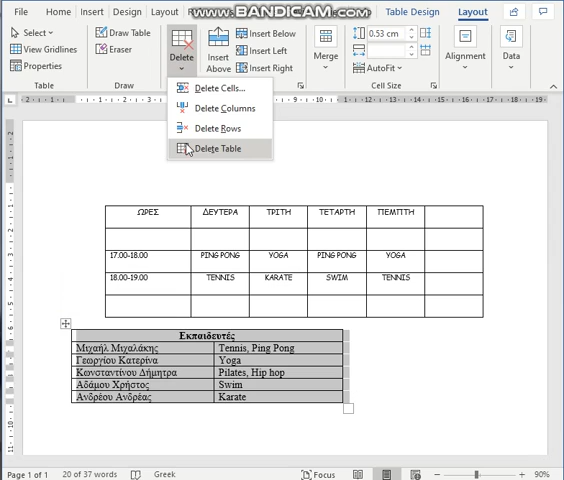 File Home Insert Design Layout
WWW.BANDICAM.COM
Table Design Layout
Select
View Gridlines
Properties
Table
Draw Table
Eraser
Draw
Delete
Insert Above
Insert Below
Insert Left
Insert Right
Merge
0.53 cm
AutoFit
Cell Size
Alignment
Data
Delete Cells...
Delete Columns
Delete Rows
Delete Table
ΩΡΕΣ ΔΕΥΤΕΡΑ ΤΡΙΤΗ ΤΕΤΑΡΤΗ ΠΕΜΠΤΗ
17.00-18.00 PING PONG YOGA PING PONG YOGA
18.00-19.00 TENNIS KARATE SWIM TENNIS
Εκπαιδευτές
Μιχαήλ Μιχαλάκης Tennis, Ping Pong
Γεωργίου Κατερίνα Yoga
Κωνσταντίνου Δήμητρα Pilates, Hip hop
Αδάμου Χρήστος Swim
Ανδρέου Ανδρέας Karate
Page 1 of 1 20 of 37 words Greek Focus 90%